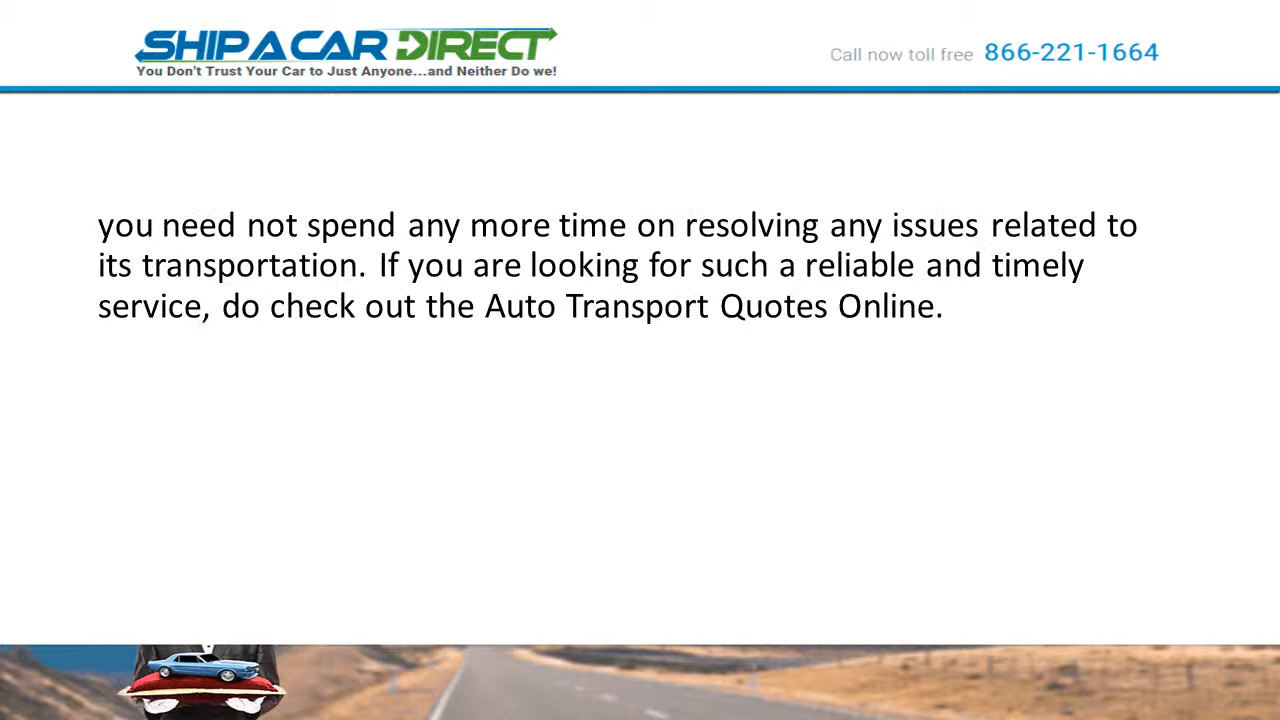 SHIP A CAR DIRECT
You Don't Trust Your Car to Just Anyone...and Neither Do we!
Call now toll free 866-221-1664
you need not spend any more time on resolving any issues related to
its transportation. If you are looking for such a reliable and timely
service, do check out the Auto Transport Quotes Online.